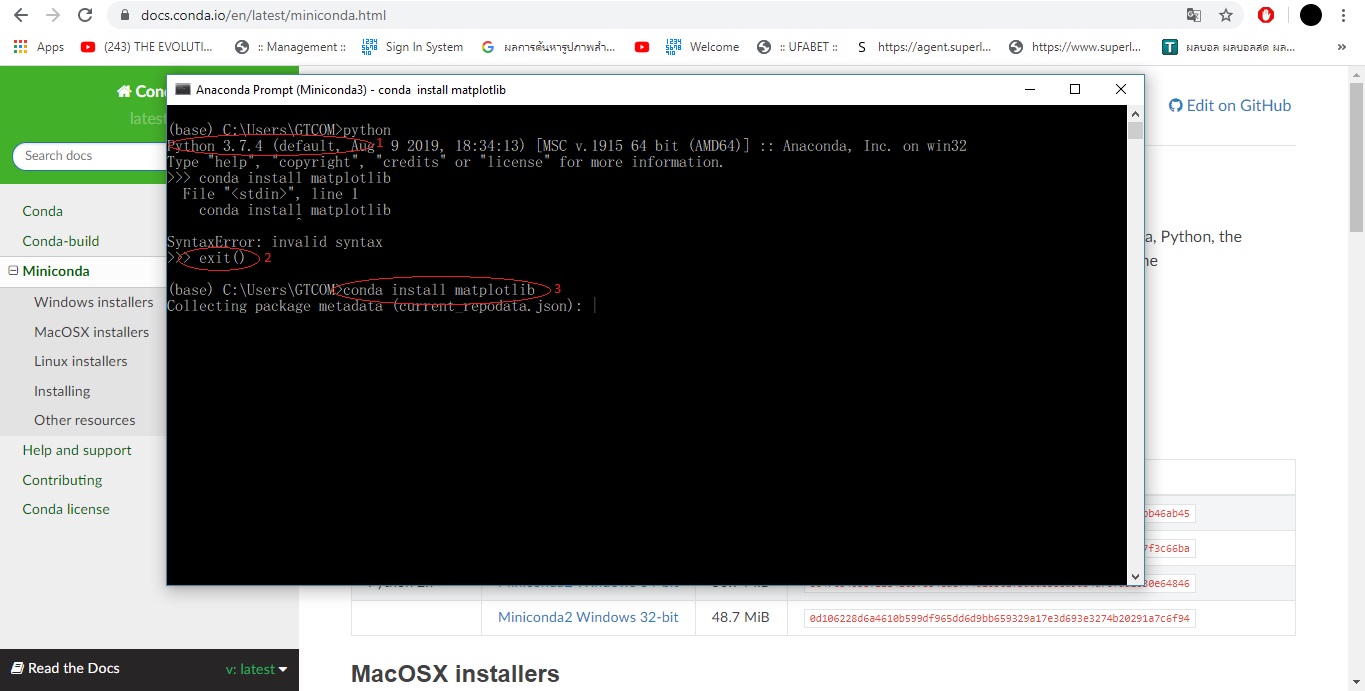 docs.conda.io/en/latest/miniconda.html
Apps (243) THE EVOLUTI... :: Management :: Sign In System ผลการค้นหารูปภาพสำ... Welcome :: UFABET :: S https://agent.superl... https://www.superl... T ผลบอล ผลบอลสด ผล... »
Con
latest
Search docs
Conda
Conda-build
Miniconda
Windows installers
MacOSX installers
Linux installers
Installing
Other resources
Help and support
Contributing
Conda license
Read the Docs v: latest
Anaconda Prompt (Miniconda3) - conda install matplotlib
(base) C:\Users\GTCOM>python
Python 3.7.4 (default, Aug 9 2019, 18:34:13) [MSC v.1915 64 bit (AMD64)] :: Anaconda, Inc. on win32
1
Type "help", "copyright", "credits" or "license" for more information.
>>> conda install matplotlib
File "<stdin>", line 1
conda install matplotlib
^
SyntaxError: invalid syntax
>>> exit() 2
(base) C:\Users\GTCOM>conda install matplotlib 3
Collecting package metadata (current_repodata.json):
Edit on GitHub
a, Python, the
ne
bb46ab45
7f3c66ba
30e64846
Miniconda2 Windows 32-bit 48.7 MiB 0d106228d6a4610b599df965dd6d9bb659329a17e3d693e3274b20291a7c6f94
MacOSX installers